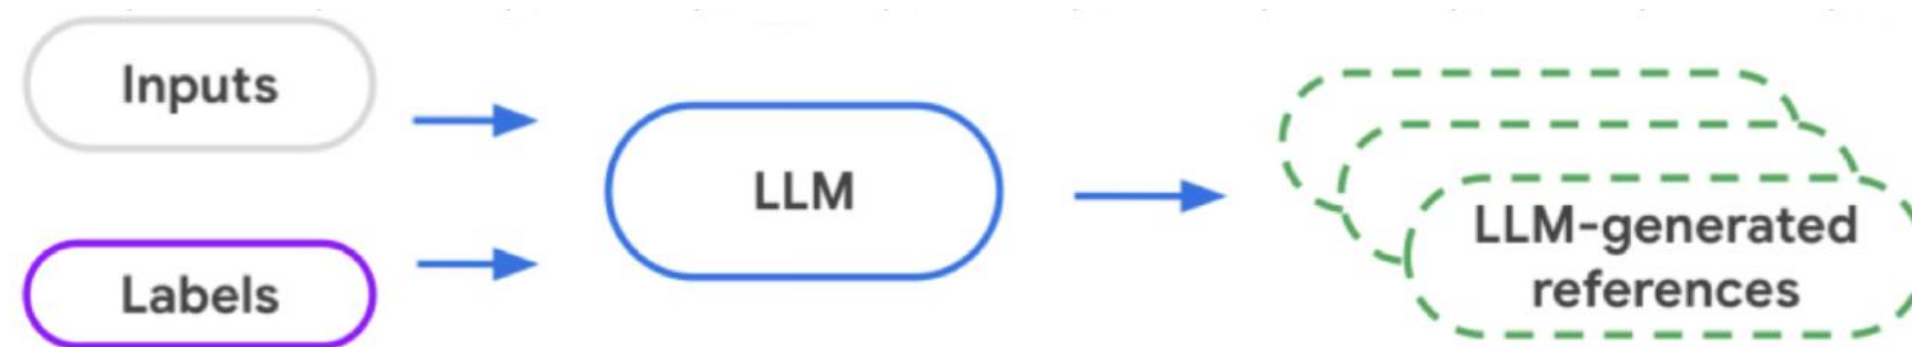 Inputs
Labels
LLM
LLM-generated
references